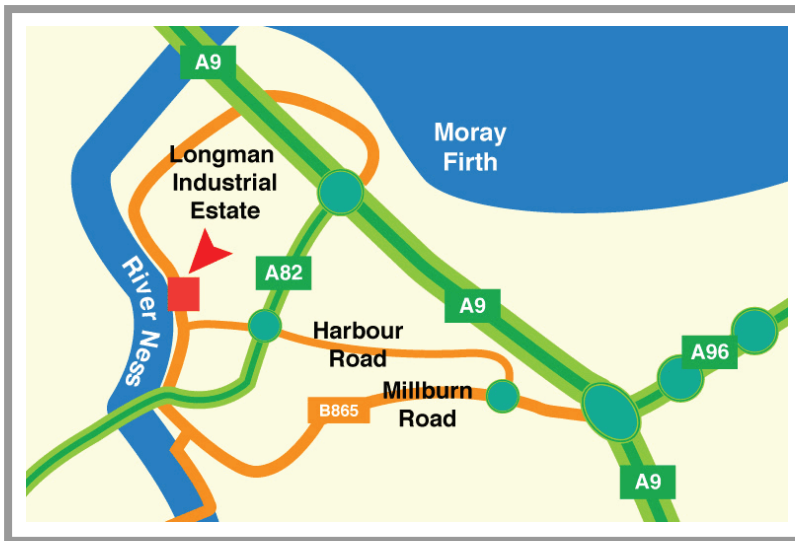 A9
Moray
Firth
Longman
Industrial
Estate
A82
River Ness
A9
Harbour
Road
A96
Millburn
Road
B865
A9